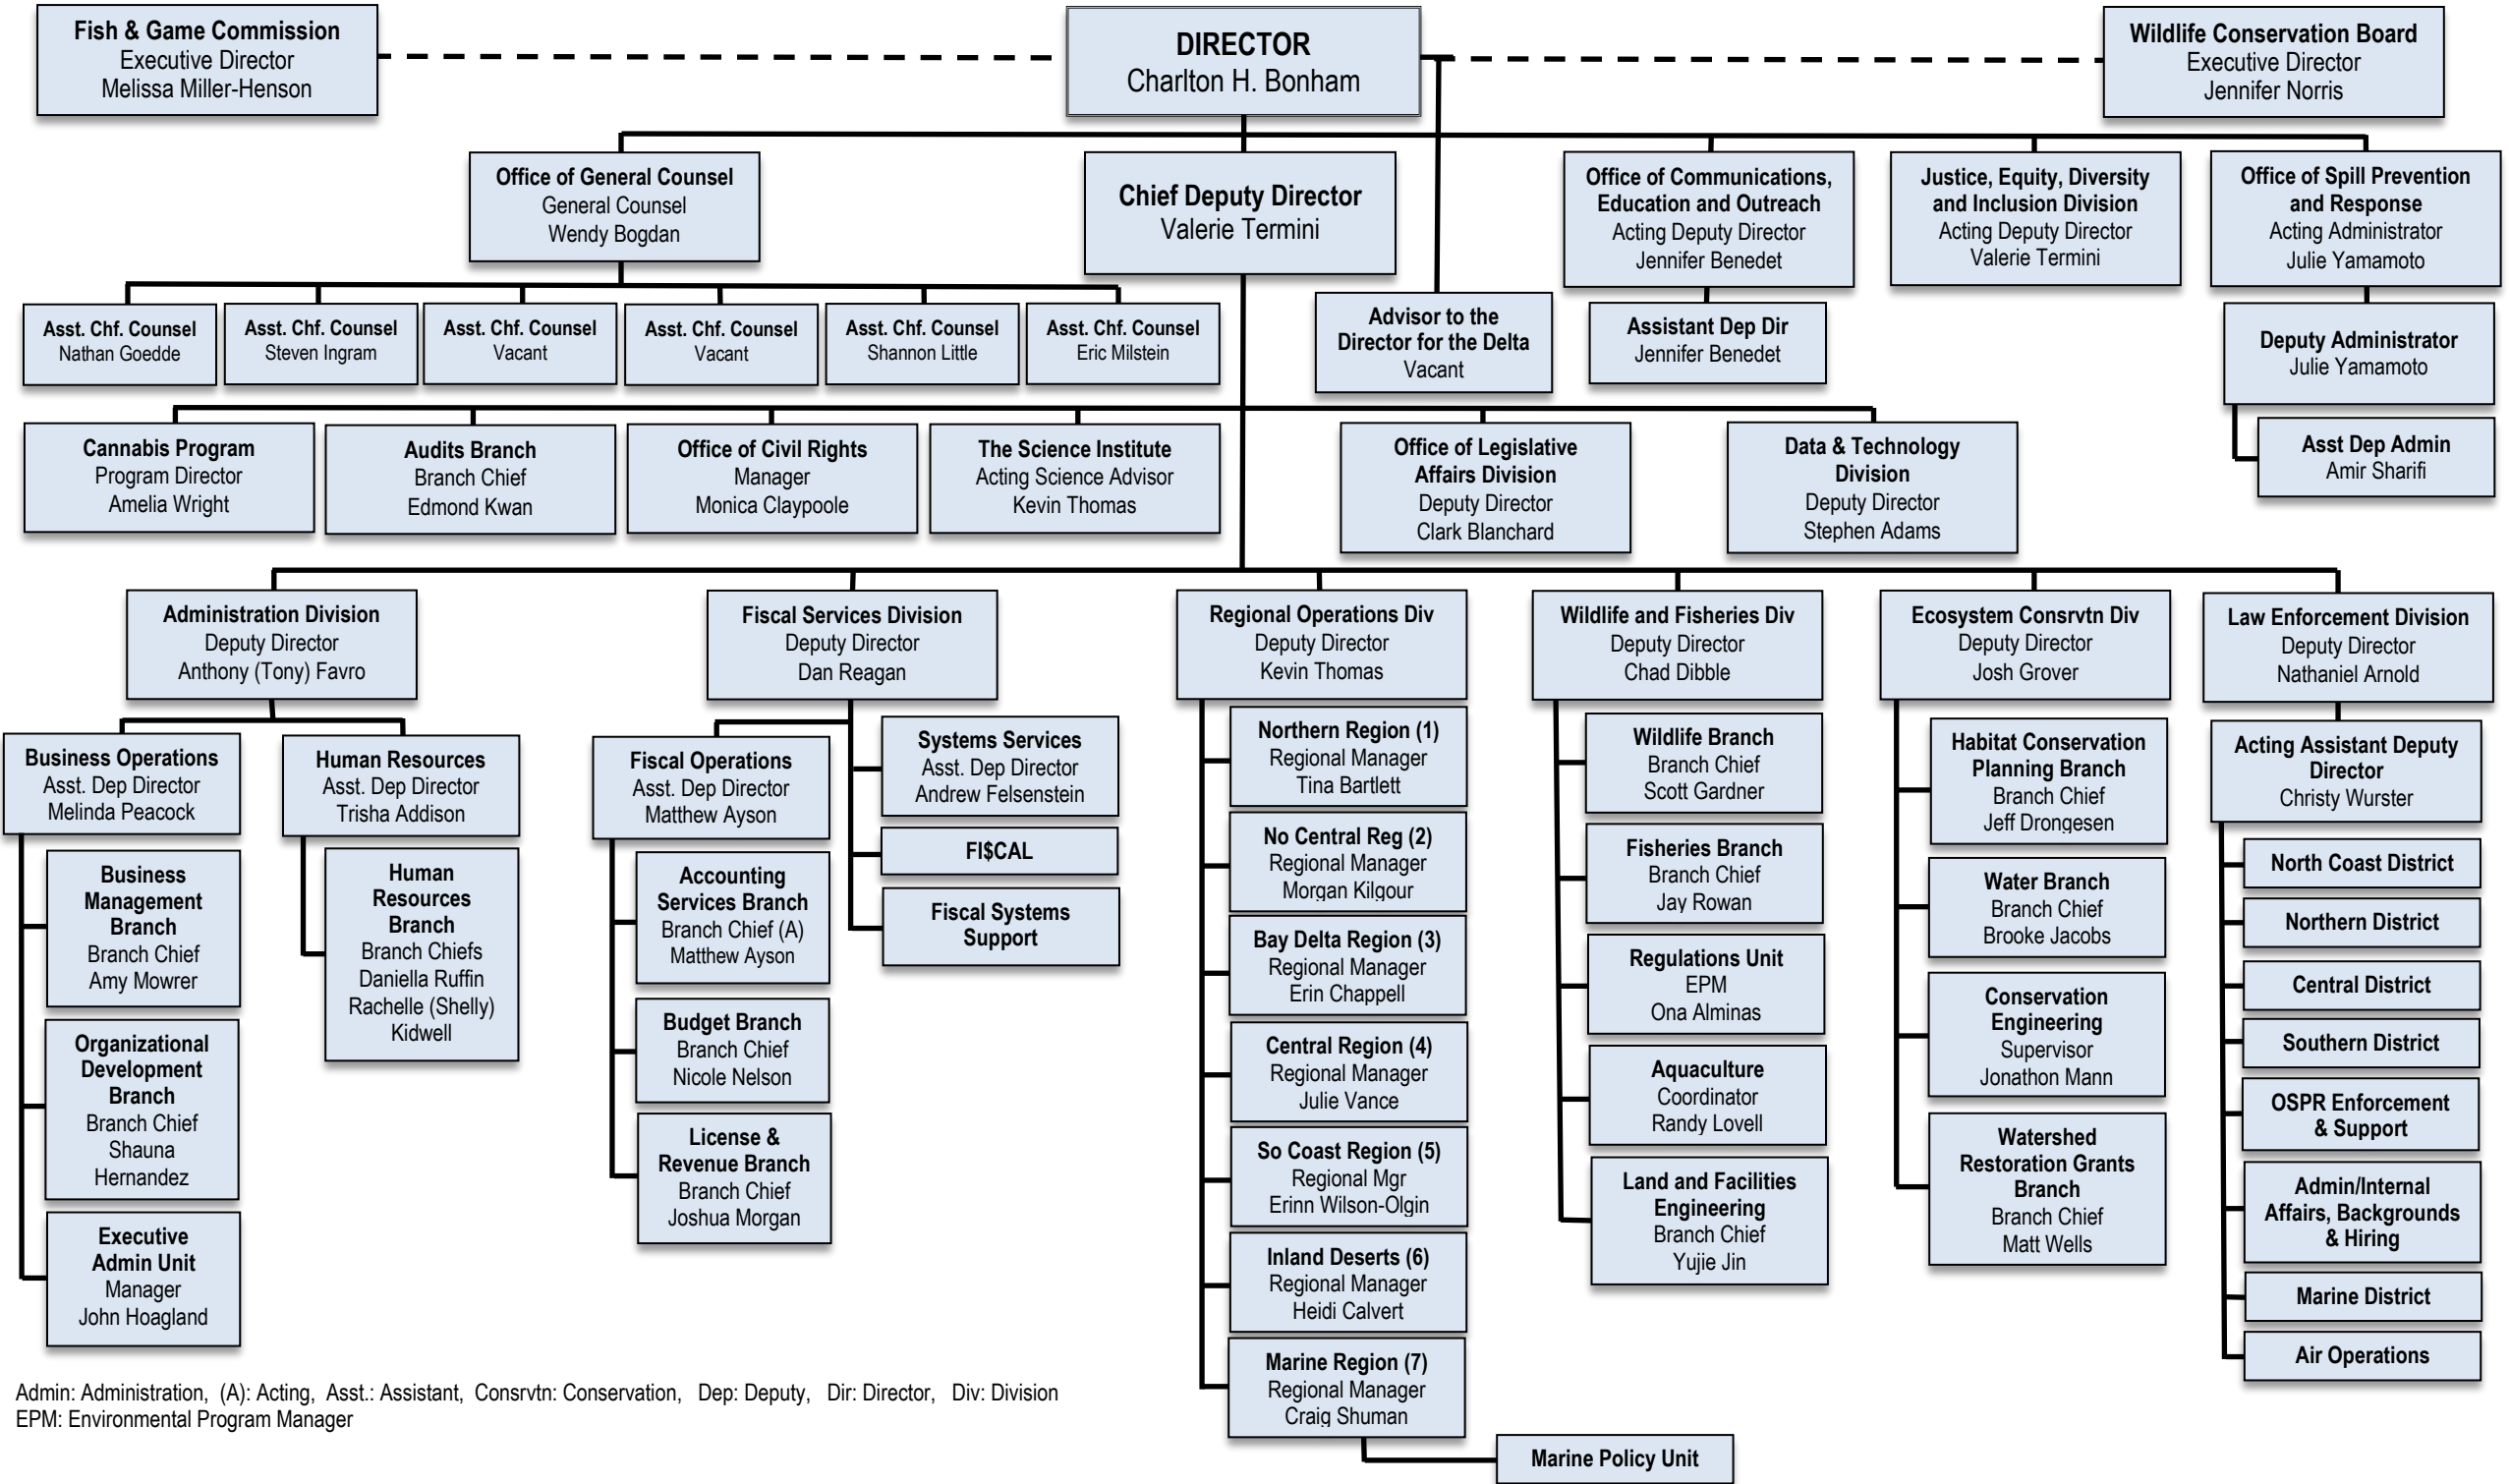 Fish & Game Commission
Executive Director
Melissa Miller-Henson
DIRECTOR
Charlton H. Bonham
Wildlife Conservation Board
Executive Director
Jennifer Norris
Office of General Counsel
General Counsel
Wendy Bogdan
Chief Deputy Director
Valerie Termini
Office of Communications,
Education and Outreach
Acting Deputy Director
Jennifer Benedet
Justice, Equity, Diversity
and Inclusion Division
Acting Deputy Director
Valerie Termini
Office of Spill Prevention
and Response
Acting Administrator
Julie Yamamoto
Asst. Chf. Counsel
Nathan Goedde
Asst. Chf. Counsel
Steven Ingram
Asst. Chf. Counsel
Vacant
Asst. Chf. Counsel
Vacant
Asst. Chf. Counsel
Shannon Little
Asst. Chf. Counsel
Eric Milstein
Advisor to the
Director for the Delta
Vacant
Assistant Dep Dir
Jennifer Benedet
Deputy Administrator
Julie Yamamoto
Asst Dep Admin
Amir Sharifi
Cannabis Program
Program Director
Amelia Wright
Audits Branch
Branch Chief
Edmond Kwan
Office of Civil Rights
Manager
Monica Claypoole
The Science Institute
Acting Science Advisor
Kevin Thomas
Office of Legislative
Affairs Division
Deputy Director
Clark Blanchard
Data & Technology
Division
Deputy Director
Stephen Adams
Administration Division
Deputy Director
Anthony (Tony) Favro
Fiscal Services Division
Deputy Director
Dan Reagan
Regional Operations Div
Deputy Director
Kevin Thomas
Wildlife and Fisheries Div
Deputy Director
Chad Dibble
Ecosystem Consrvtn Div
Deputy Director
Josh Grover
Law Enforcement Division
Deputy Director
Nathaniel Arnold
Business Operations
Asst. Dep Director
Melinda Peacock
Business
Management
Branch
Branch Chief
Amy Mowrer
Organizational
Development
Branch
Branch Chief
Shauna
Hernandez
Executive
Admin Unit
Manager
John Hoagland
Human Resources
Asst. Dep Director
Trisha Addison
Human
Resources
Branch
Branch Chiefs
Daniella Ruffin
Rachelle (Shelly)
Kidwell
Fiscal Operations
Asst. Dep Director
Matthew Ayson
Accounting
Services Branch
Branch Chief (A)
Matthew Ayson
Budget Branch
Branch Chief
Nicole Nelson
License &
Revenue Branch
Branch Chief
Joshua Morgan
Systems Services
Asst. Dep Director
Andrew Felsenstein
FI$CAL
Fiscal Systems
Support
Northern Region (1)
Regional Manager
Tina Bartlett
No Central Reg (2)
Regional Manager
Morgan Kilgour
Bay Delta Region (3)
Regional Manager
Erin Chappell
Central Region (4)
Regional Manager
Julie Vance
So Coast Region (5)
Regional Mgr
Erinn Wilson-Olgin
Inland Deserts (6)
Regional Manager
Heidi Calvert
Marine Region (7)
Regional Manager
Craig Shuman
Marine Policy Unit
Wildlife Branch
Branch Chief
Scott Gardner
Fisheries Branch
Branch Chief
Jay Rowan
Regulations Unit
EPM
Ona Alminas
Aquaculture
Coordinator
Randy Lovell
Land and Facilities
Engineering
Branch Chief
Yujie Jin
Habitat Conservation
Planning Branch
Branch Chief
Jeff Drongesen
Water Branch
Branch Chief
Brooke Jacobs
Conservation
Engineering
Supervisor
Jonathon Mann
Watershed
Restoration Grants
Branch
Branch Chief
Matt Wells
Acting Assistant Deputy
Director
Christy Wurster
North Coast District
Northern District
Central District
Southern District
OSPR Enforcement
& Support
Admin/Internal
Affairs, Backgrounds
& Hiring
Marine District
Air Operations
Admin: Administration, (A): Acting, Asst.: Assistant, Consrvtn: Conservation, Dep: Deputy, Dir: Director, Div: Division
EPM: Environmental Program Manager